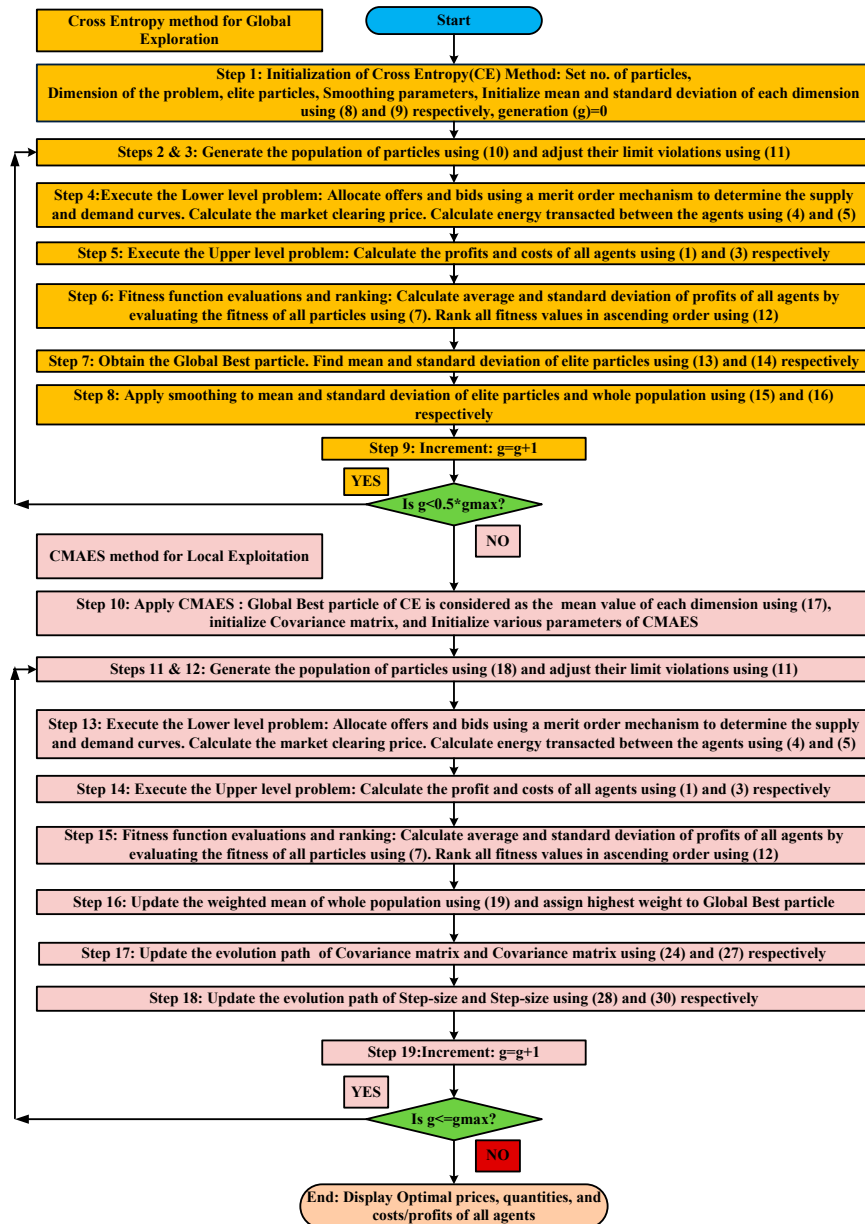 Cross Entropy method for Global
Exploration
Start
Step 1: Initialization of Cross Entropy(CE) Method: Set no. of particles,
Dimension of the problem, elite particles, Smoothing parameters, Initialize mean and standard deviation of each dimension
using (8) and (9) respectively, generation (g)=0
Steps 2 & 3: Generate the population of particles using (10) and adjust their limit violations using (11)
Step 4:Execute the Lower level problem: Allocate offers and bids using a merit order mechanism to determine the supply
and demand curves. Calculate the market clearing price. Calculate energy transacted between the agents using (4) and (5)
Step 5: Execute the Upper level problem: Calculate the profits and costs of all agents using (1) and (3) respectively
Step 6: Fitness function evaluations and ranking: Calculate average and standard deviation of profits of all agents by
evaluating the fitness of all particles using (7). Rank all fitness values in ascending order using (12)
Step 7: Obtain the Global Best particle. Find mean and standard deviation of elite particles using (13) and (14) respectively
Step 8: Apply smoothing to mean and standard deviation of elite particles and whole population using (15) and (16)
respectively
Step 9: Increment: g=g+1
YES
Is g<0.5*gmax?
NO
CMAES method for Local Exploitation
Step 10: Apply CMAES : Global Best particle of CE is considered as the mean value of each dimension using (17),
initialize Covariance matrix, and Initialize various parameters of CMAES
Steps 11 & 12: Generate the population of particles using (18) and adjust their limit violations using (11)
Step 13: Execute the Lower level problem: Allocate offers and bids using a merit order mechanism to determine the supply
and demand curves. Calculate the market clearing price. Calculate energy transacted between the agents using (4) and (5)
Step 14: Execute the Upper level problem: Calculate the profit and costs of all agents using (1) and (3) respectively
Step 15: Fitness function evaluations and ranking: Calculate average and standard deviation of profits of all agents by
evaluating the fitness of all particles using (7). Rank all fitness values in ascending order using (12)
Step 16: Update the weighted mean of whole population using (19) and assign highest weight to Global Best particle
Step 17: Update the evolution path of Covariance matrix and Covariance matrix using (24) and (27) respectively
Step 18: Update the evolution path of Step-size and Step-size using (28) and (30) respectively
Step 19:Increment: g=g+1
YES
Is g<=gmax?
NO
End: Display Optimal prices, quantities, and
costs/profits of all agents